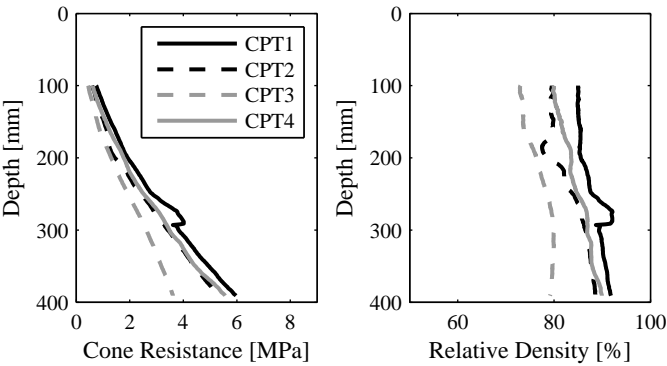 0
100
200
300
400
Depth [mm]
0 2 4 6 8
Cone Resistance [MPa]
CPT1
CPT2
CPT3
CPT4
0
100
200
300
400
Depth [mm]
60 80 100
Relative Density [%]